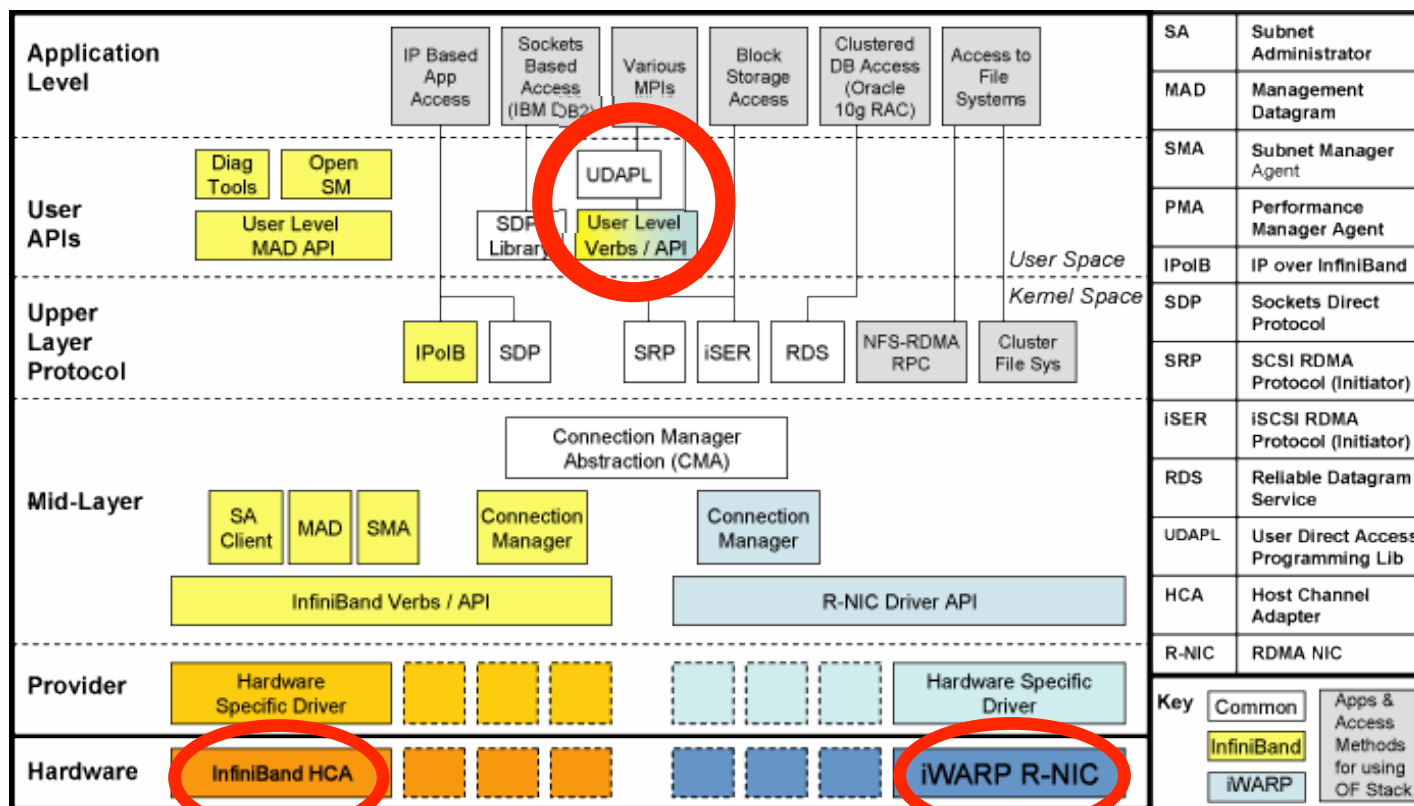 Application
Level
IP Based
App
Access
Sockets
Based
Access
(IBM DB2)
Various
MPIs
Block
Storage
Access
Clustered
DB Access
(Oracle
10g RAC)
Access to
File
Systems
User
APIs
Diag
Tools
Open
SM
User Level
MAD API
UDAPL
SDP
Library
User Level
Verbs / API
User Space
Kernel Space
Upper
Layer
Protocol
IPoIB
SDP
SRP
iSER
RDS
NFS-RDMA
RPC
Cluster
File Sys
Mid-Layer
Connection Manager
Abstraction (CMA)
SA
Client
MAD
SMA
Connection
Manager
Connection
Manager
InfiniBand Verbs / API
R-NIC Driver API
Provider
Hardware
Specific Driver
Hardware Specific
Driver
Hardware
InfiniBand HCA
iWARP R-NIC
SA Subnet
Administrator
MAD Management
Datagram
SMA Subnet Manager
Agent
PMA Performance
Manager Agent
IPoIB IP over InfiniBand
SDP Sockets Direct
Protocol
SRP SCSI RDMA
Protocol (Initiator)
iSER iSCSI RDMA
Protocol (Initiator)
RDS Reliable Datagram
Service
UDAPL User Direct Access
Programming Lib
HCA Host Channel
Adapter
R-NIC RDMA NIC
Key
Common
InfiniBand
iWARP
Apps &
Access
Methods
for using
OF Stack